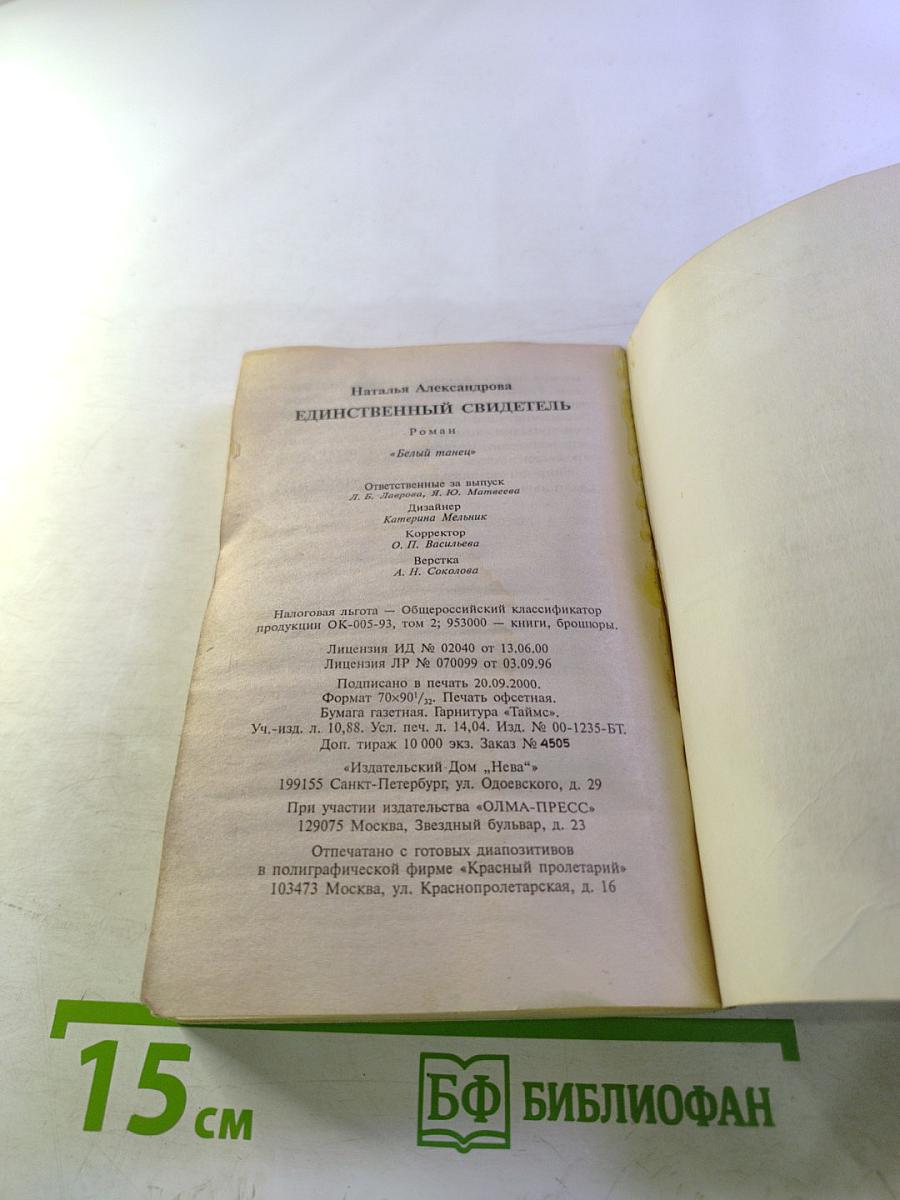 Наталья Александрова
ЕДИНСТВЕННЫЙ СВИДЕТЕЛЬ
Роман
«Белый танец»
Ответственные за выпуск
Л. Б. Лаврова, Я. Ю. Матвеева
Дизайнер
Катерина Мельник
Корректор
О. П. Васильева
Верстка
А. Н. Соколова
Налоговая льгота — Общероссийский классификатор
продукции ОК-005-93, том 2; 953000 — книги, брошюры.
Лицензия ИД № 02040 от 13.06.00
Лицензия ЛР № 070099 от 03.09.96
Подписано в печать 20.09.2000.
Формат 70×90¹/₃₂. Печать офсетная.
Бумага газетная. Гарнитура «Таймс».
Уч.-изд. л. 10,88. Усл. печ. л. 14,04. Изд. № 00-1235-БТ.
Доп. тираж 10 000 экз. Заказ № 4505
«Издательский Дом „Нева“»
199155 Санкт-Петербург, ул. Одоевского, д. 29
При участии издательства «ОЛМА-ПРЕСС»
129075 Москва, Звездный бульвар, д. 23
Отпечатано с готовых диапозитивов
в полиграфической фирме «Красный пролетарий»
103473 Москва, ул. Краснопролетарская, д. 16
15 см
БФ БИБЛИОФАН